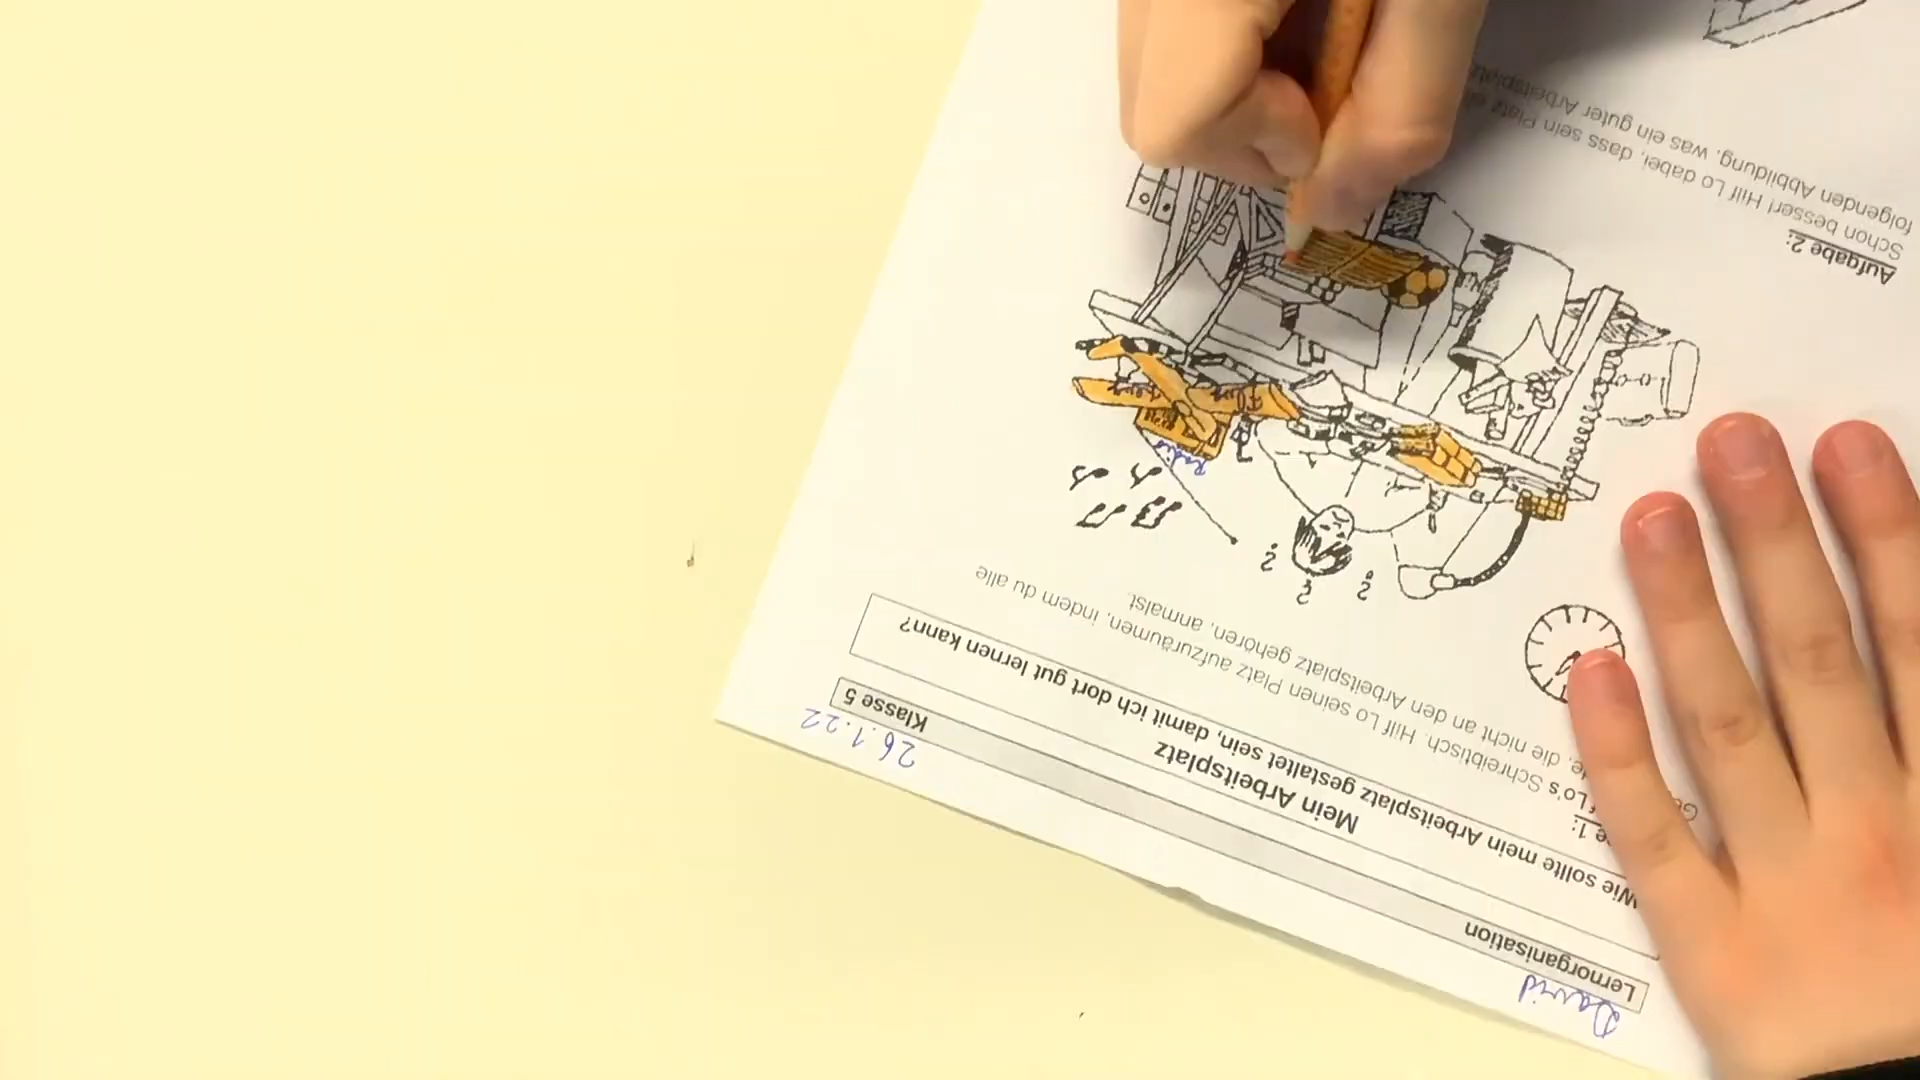 David
26.1.22
Lernorganisation Klasse 5
Mein Arbeitsplatz
Wie sollte mein Arbeitsplatz gestaltet sein, damit ich dort gut lernen kann?
e 1:
Lo's Schreibtisch. Hilf Lo seinen Platz aufzuräumen, indem du alle
die nicht an den Arbeitsplatz gehören, anmalst.
? ? ?
Radio
Aufgabe 2:
Schon besser! Hilf Lo dabei, dass sein Platz
folgenden Abbildung, was ein guter Arbeitsplatz